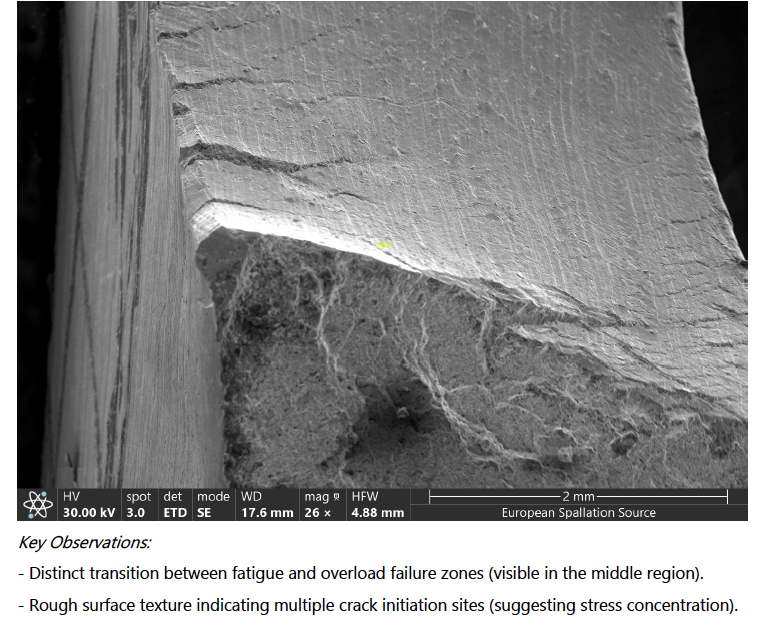 HV spot det mode WD mag HFW 2 mm
30.00 kV 3.0 ETD SE 17.6 mm 26 × 4.88 mm European Spallation Source
Key Observations:
- Distinct transition between fatigue and overload failure zones (visible in the middle region).
- Rough surface texture indicating multiple crack initiation sites (suggesting stress concentration).